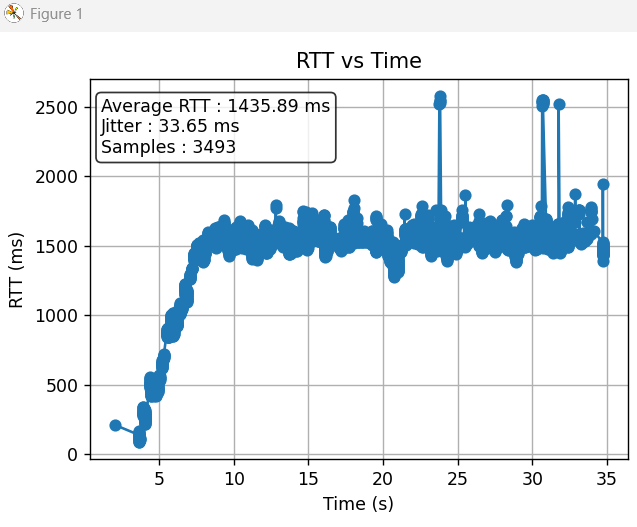 Figure 1
RTT vs Time
Average RTT : 1435.89 ms
Jitter : 33.65 ms
Samples : 3493
2500
2000
1500
1000
500
0
RTT (ms)
5 10 15 20 25 30 35
Time (s)